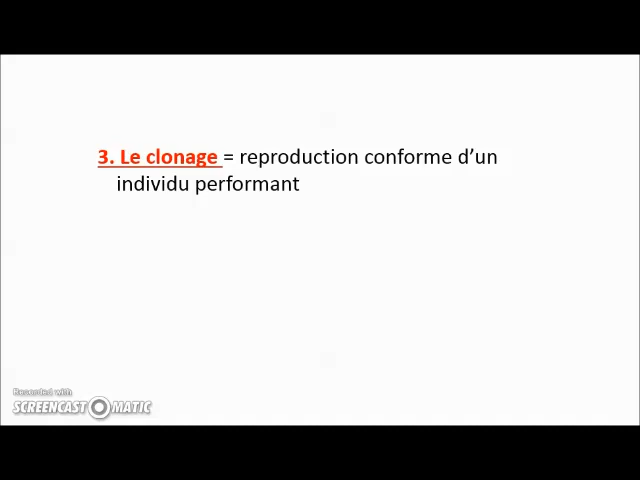 3. Le clonage = reproduction conforme d’un
individu performant
Recorded with
SCREENCAST MATIC